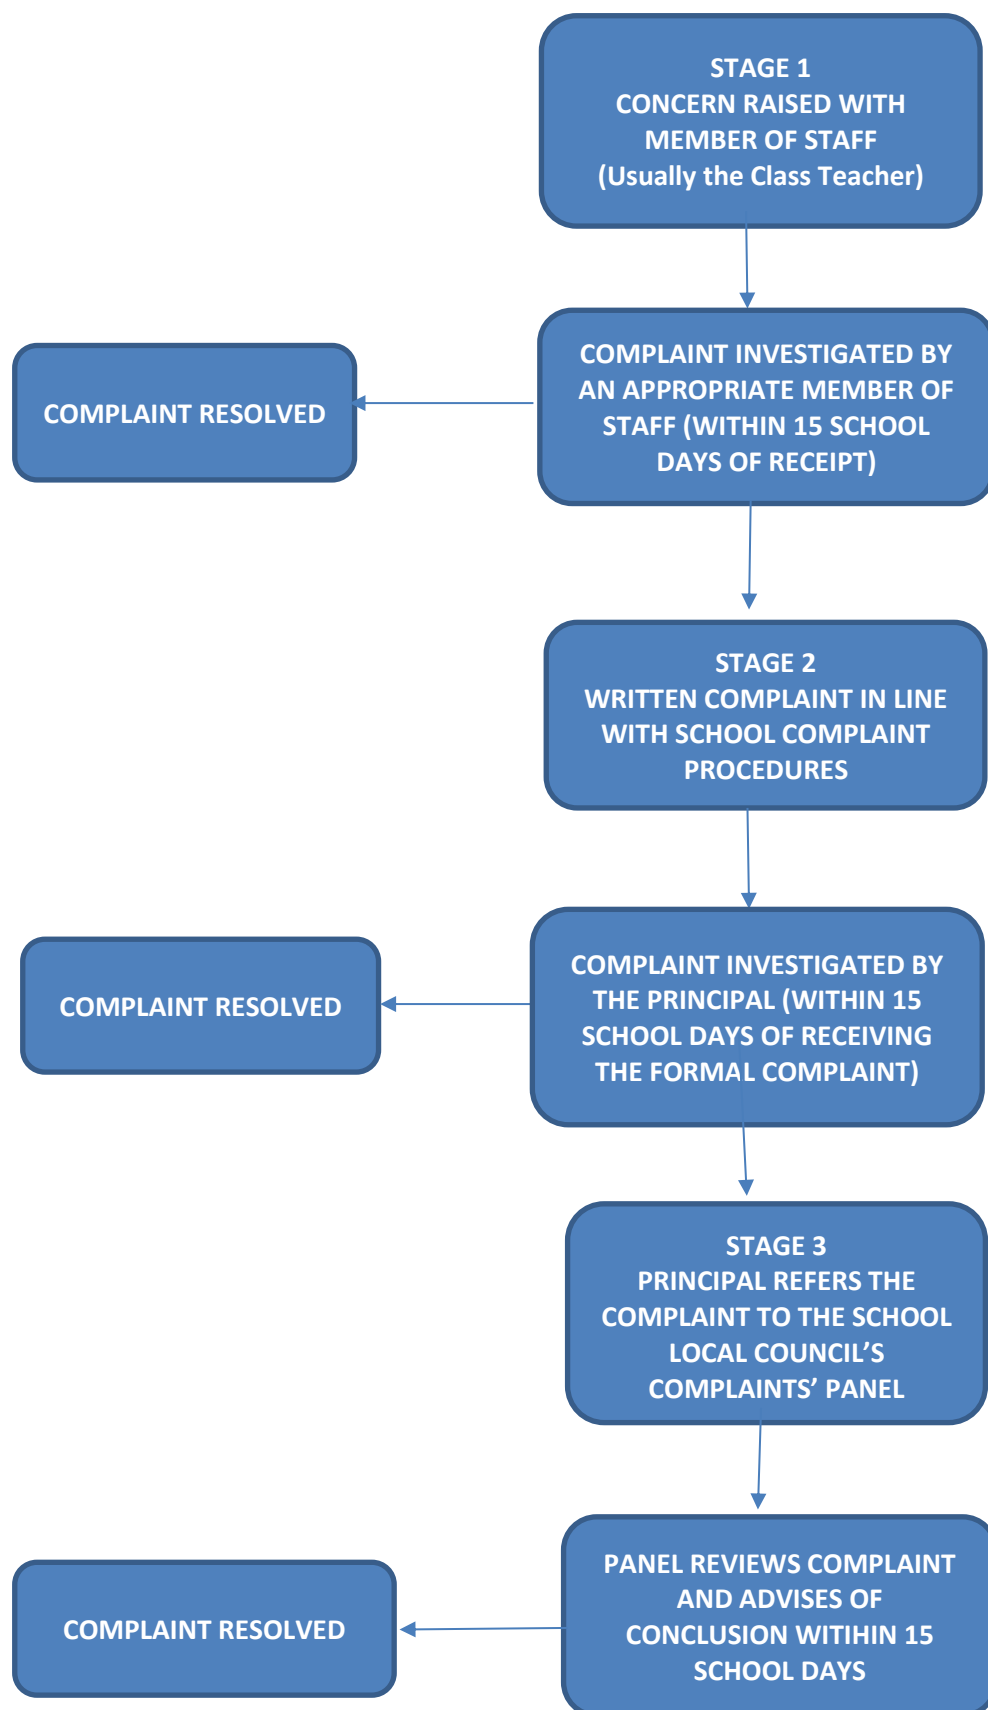 STAGE 1
CONCERN RAISED WITH
MEMBER OF STAFF
(Usually the Class Teacher)
COMPLAINT INVESTIGATED BY
AN APPROPRIATE MEMBER OF
STAFF (WITHIN 15 SCHOOL
DAYS OF RECEIPT)
COMPLAINT RESOLVED
STAGE 2
WRITTEN COMPLAINT IN LINE
WITH SCHOOL COMPLAINT
PROCEDURES
COMPLAINT INVESTIGATED BY
THE PRINCIPAL (WITHIN 15
SCHOOL DAYS OF RECEIVING
THE FORMAL COMPLAINT)
COMPLAINT RESOLVED
STAGE 3
PRINCIPAL REFERS THE
COMPLAINT TO THE SCHOOL
LOCAL COUNCIL’S
COMPLAINTS’ PANEL
PANEL REVIEWS COMPLAINT
AND ADVISES OF
CONCLUSION WITIHIN 15
SCHOOL DAYS
COMPLAINT RESOLVED